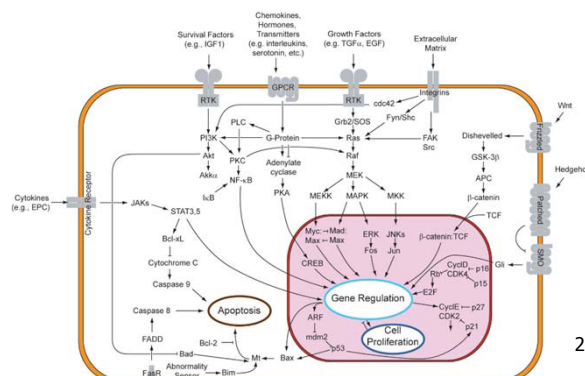 Survival Factors
(e.g., IGF1)
Chemokines,
Hormones,
Transmitters
(e.g. interleukins,
serotonin, etc.)
Growth Factors
(e.g. TGFα, EGF)
Extracellular
Matrix
RTK
GPCR
RTK
Integrins
cdc42
Wnt
Frizzled
PLC
Grb2/SOS
Fyn/Shc
PI3K
G-Protein
Ras
FAK
Src
Dishevelled
Akt
PKC
Adenylate
cyclase
Raf
GSK-3β
Akkα
NF-κB
MEK
APC
Hedgehog
IκB
PKA
MEKK
MAPK
MKK
β-catenin
Patched
Cytokines
(e.g., EPC)
Cytokine Receptor
JAKs
STAT3,5
TCF
Myc: Mad:
Max Max
ERK
Fos
JNKs
Jun
β-catenin:TCF
SMO
Bcl-xL
CREB
Gli
Cytochrome C
CycID
CDK4
p16
p15
Rb
E2F
Caspase 9
Gene Regulation
Apoptosis
CyclE
CDK2
p27
p21
Caspase 8
ARF
mdm2
p53
Cell
Proliferation
FADD
Bcl-2
Bad
Mt
Bax
FasR
Abnormality
Sensor
Bim
2